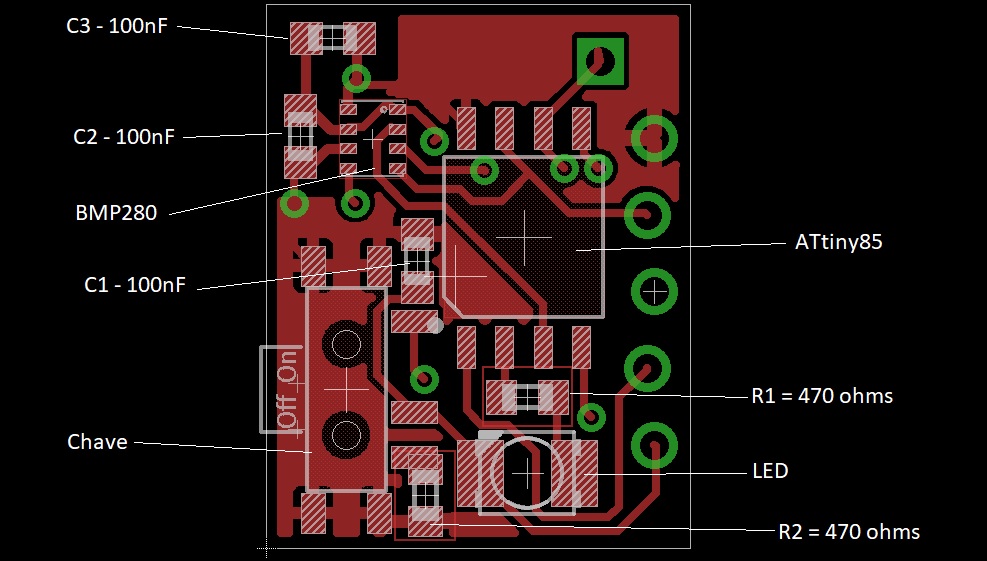 C3 - 100nF
C2 - 100nF
BMP280
ATtiny85
C1 - 100nF
Off On
R1 = 470 ohms
Chave
LED
R2 = 470 ohms